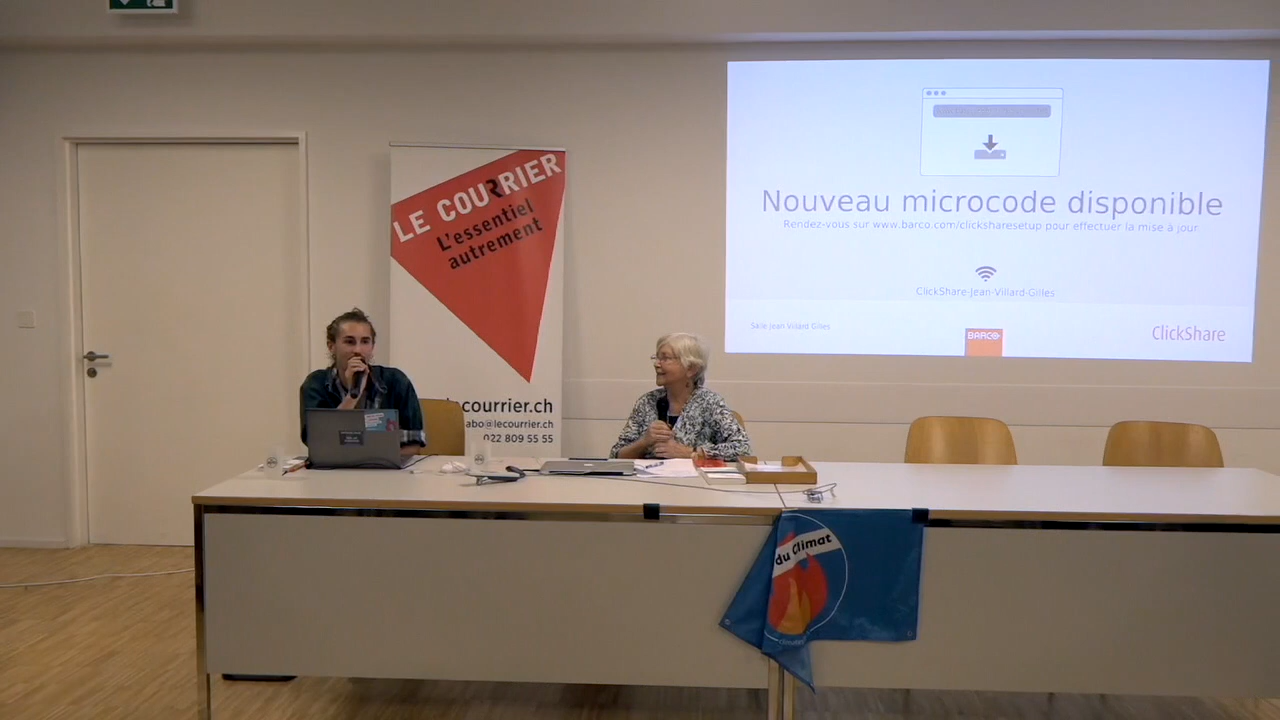 LE COURRIER
L'essentiel
autrement
lecourrier.ch
abo@lecourrier.ch
022 809 55 55
Nouveau microcode disponible
Rendez-vous sur www.barco.com/clicksharesetup pour effectuer la mise à jour
ClickShare-Jean-Villard-Gilles
Salle Jean Villard Gilles
BARCO
ClickShare
du Climat